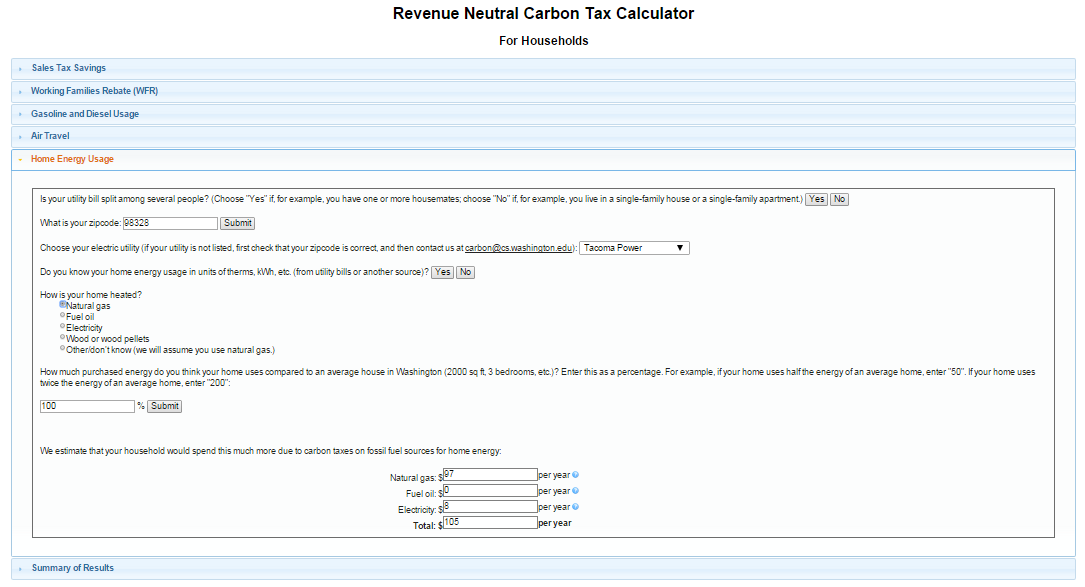 Revenue Neutral Carbon Tax Calculator
For Households
Sales Tax Savings
Working Families Rebate (WFR)
Gasoline and Diesel Usage
Air Travel
Home Energy Usage
Is your utility bill split among several people? (Choose "Yes" if, for example, you have one or more housemates; choose "No" if, for example, you live in a single-family house or a single-family apartment.) Yes No
What is your zipcode: 98328 Submit
Choose your electric utility (if your utility is not listed, first check that your zipcode is correct, and then contact us at carbon@cs.washington.edu): Tacoma Power
Do you know your home energy usage in units of therms, kWh, etc. (from utility bills or another source)? Yes No
How is your home heated?
Natural gas
Fuel oil
Electricity
Wood or wood pellets
Other/don't know (we will assume you use natural gas.)
How much purchased energy do you think your home uses compared to an average house in Washington (2000 sq ft, 3 bedrooms, etc.)? Enter this as a percentage. For example, if your home uses half the energy of an average home, enter "50". If your home uses
twice the energy of an average home, enter "200":
100 % Submit
We estimate that your household would spend this much more due to carbon taxes on fossil fuel sources for home energy:
Natural gas: $97 per year
Fuel oil: $0 per year
Electricity: $8 per year
Total: $105 per year
Summary of Results